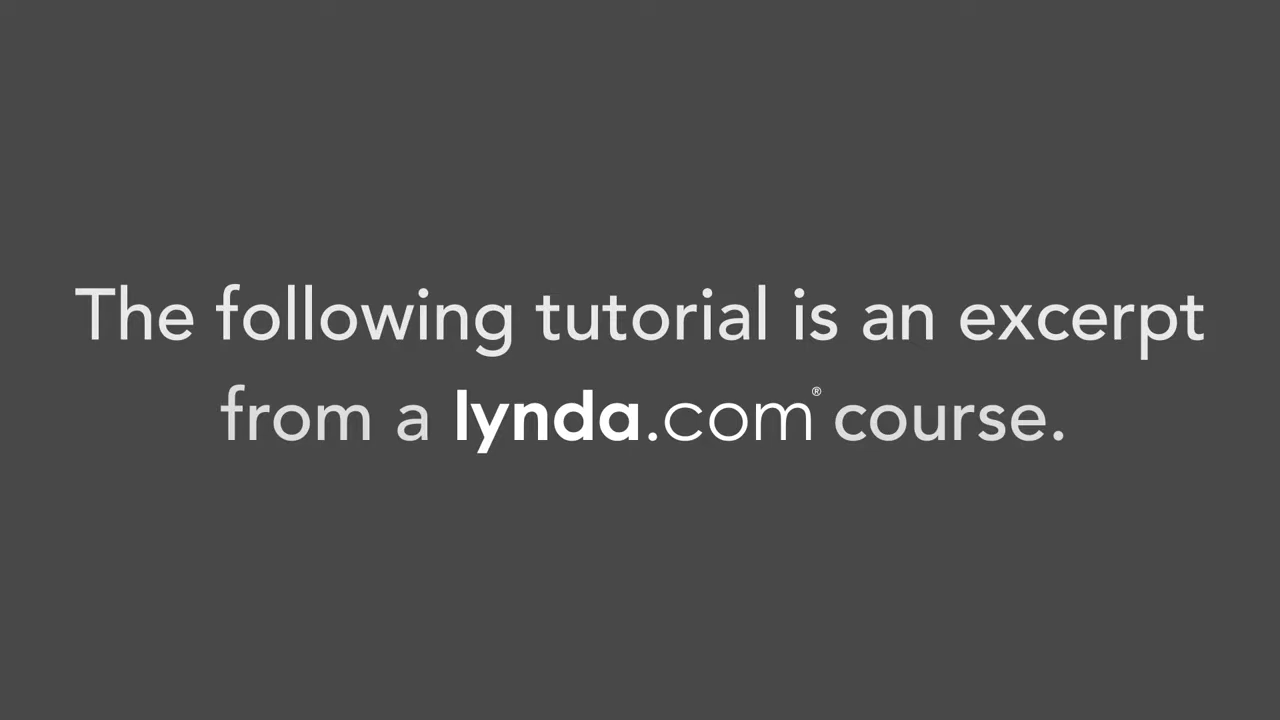 The following tutorial is an excerpt
from a lynda.com® course.